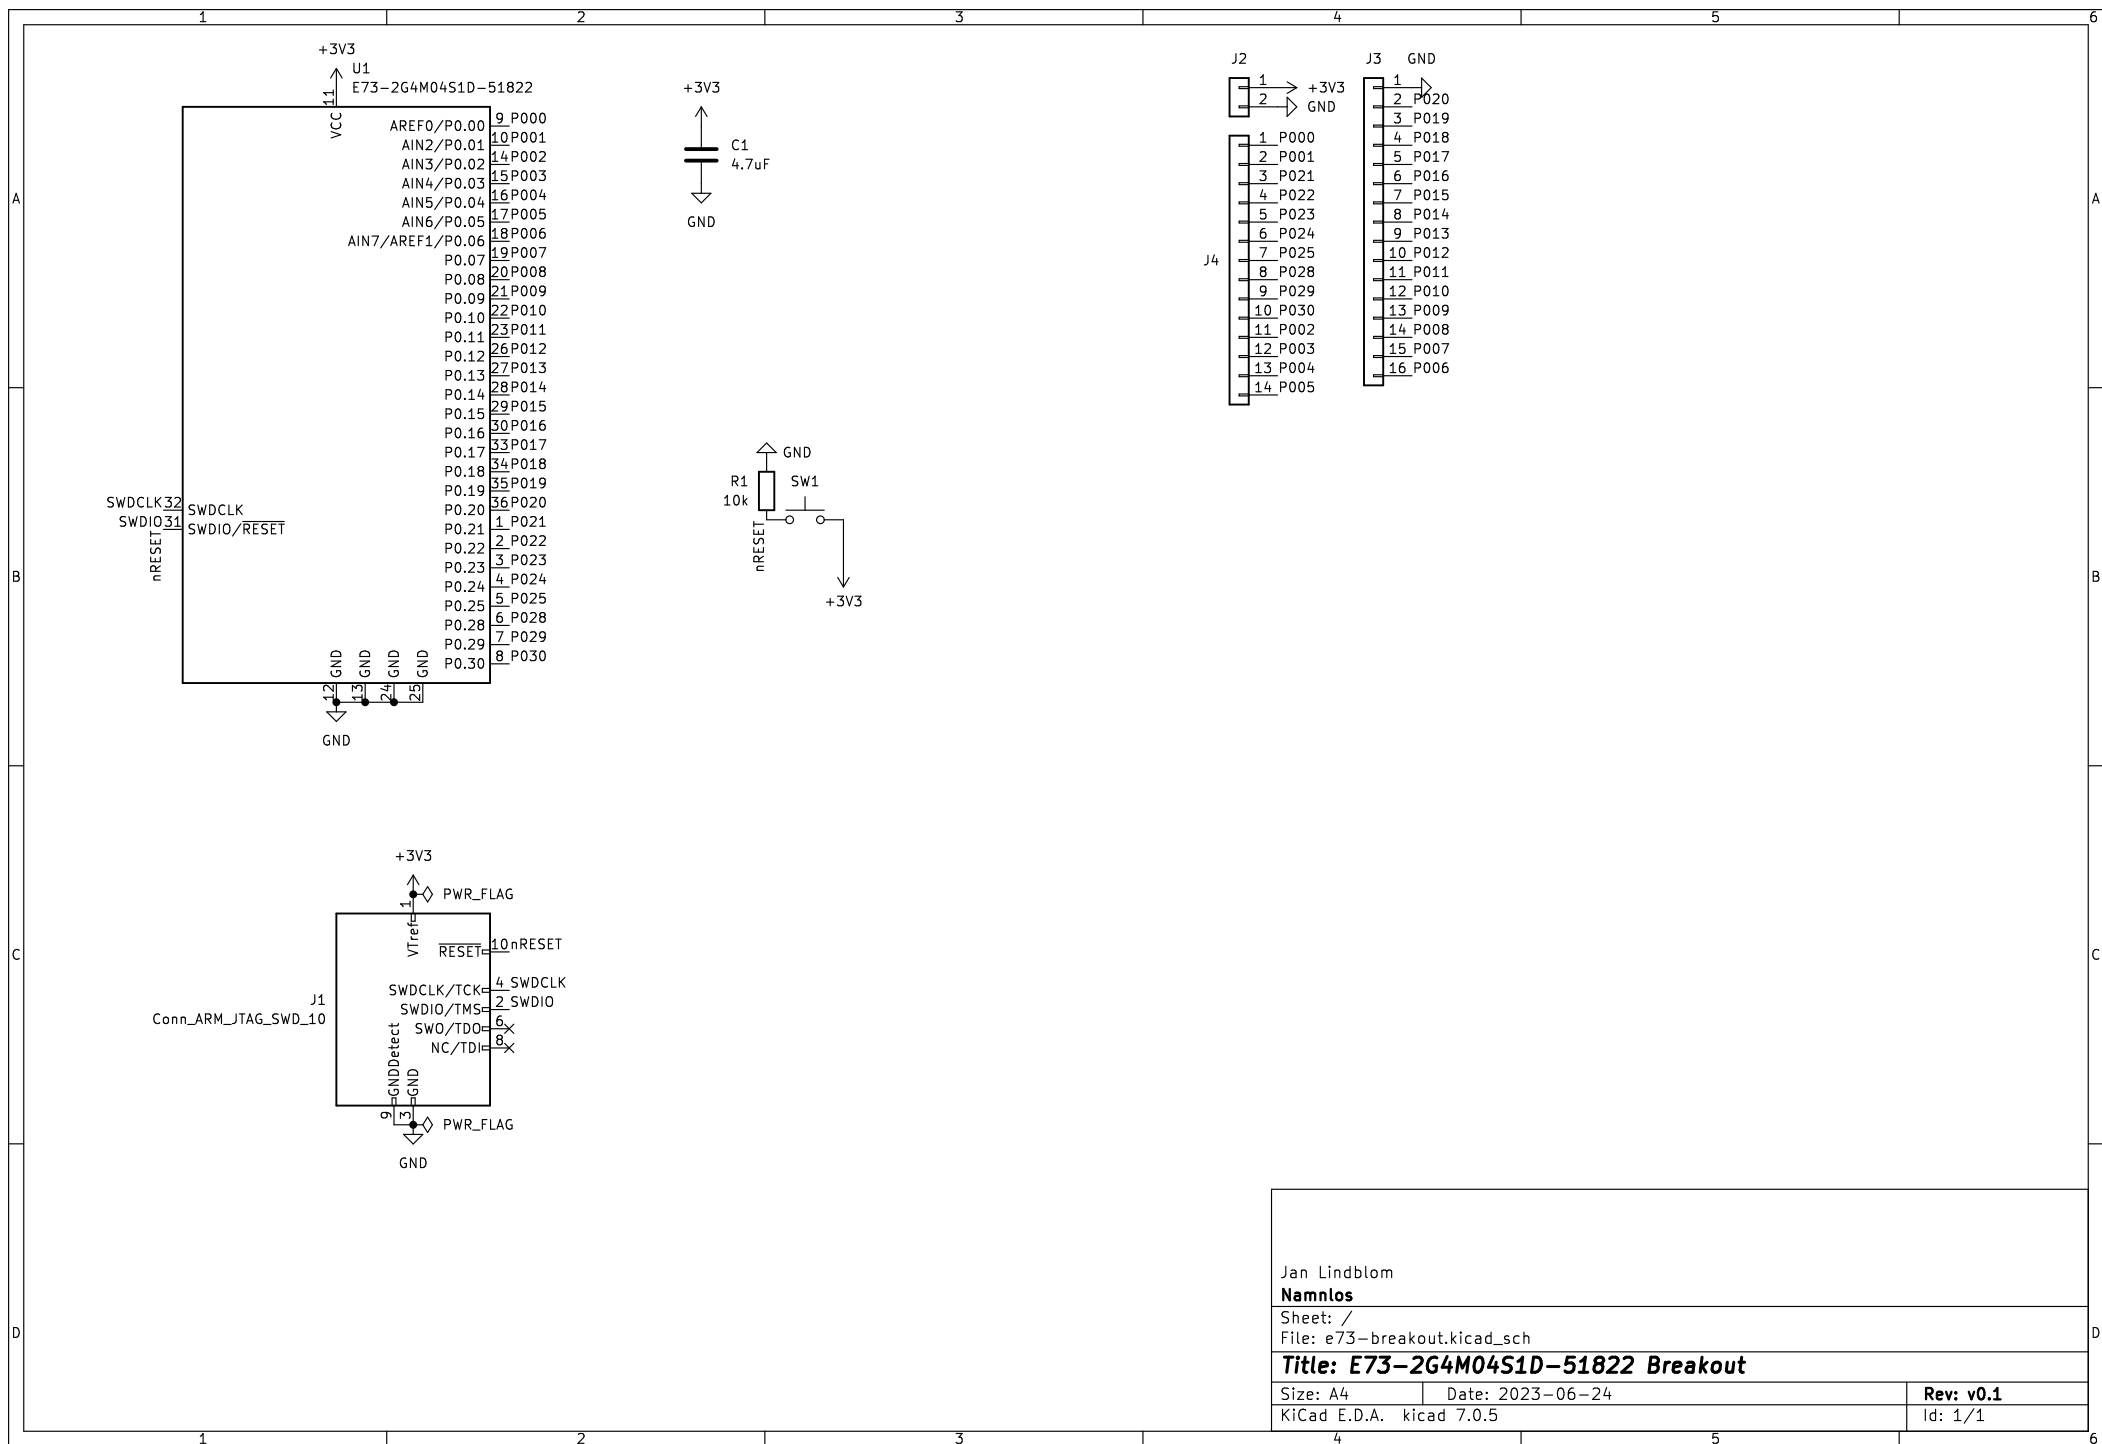 1 2 3 4 5 6
+3V3
U1
E73-2G4M04S1D-51822
11
VCC
AREF0/P0.00 9 P000
AIN2/P0.01 10 P001
AIN3/P0.02 14 P002
AIN4/P0.03 15 P003
AIN5/P0.04 16 P004
AIN6/P0.05 17 P005
AIN7/AREF1/P0.06 18 P006
P0.07 19 P007
P0.08 20 P008
P0.09 21 P009
P0.10 22 P010
P0.11 23 P011
P0.12 26 P012
P0.13 27 P013
P0.14 28 P014
P0.15 29 P015
P0.16 30 P016
P0.17 33 P017
P0.18 34 P018
P0.19 35 P019
P0.20 36 P020
P0.21 1 P021
P0.22 2 P022
P0.23 3 P023
P0.24 4 P024
P0.25 5 P025
P0.28 6 P028
P0.29 7 P029
P0.30 8 P030
SWDCLK 32 SWDCLK
SWDIO 31 SWDIO/RESET
nRESET
GND GND GND GND
12 13 24 25
GND
+3V3
C1
4.7uF
GND
GND
R1
10k
SW1
nRESET
+3V3
J2
1 +3V3
2 GND
J4
1 P000
2 P001
3 P021
4 P022
5 P023
6 P024
7 P025
8 P028
9 P029
10 P030
11 P002
12 P003
13 P004
14 P005
J3 GND
1
2 P020
3 P019
4 P018
5 P017
6 P016
7 P015
8 P014
9 P013
10 P012
11 P011
12 P010
13 P009
14 P008
15 P007
16 P006
+3V3
PWR_FLAG
1
VTref
RESET 10 nRESET
SWDCLK/TCK 4 SWDCLK
SWDIO/TMS 2 SWDIO
SWO/TDO 6
NC/TDI 8
J1
Conn_ARM_JTAG_SWD_10
GNDDetect GND
9 3
PWR_FLAG
GND
A A
B B
C C
D D
Jan Lindblom
Namnlos
Sheet: /
File: e73-breakout.kicad_sch
Title: E73-2G4M04S1D-51822 Breakout
Size: A4 Date: 2023-06-24 Rev: v0.1
KiCad E.D.A. kicad 7.0.5 Id: 1/1
1 2 3 4 5 6